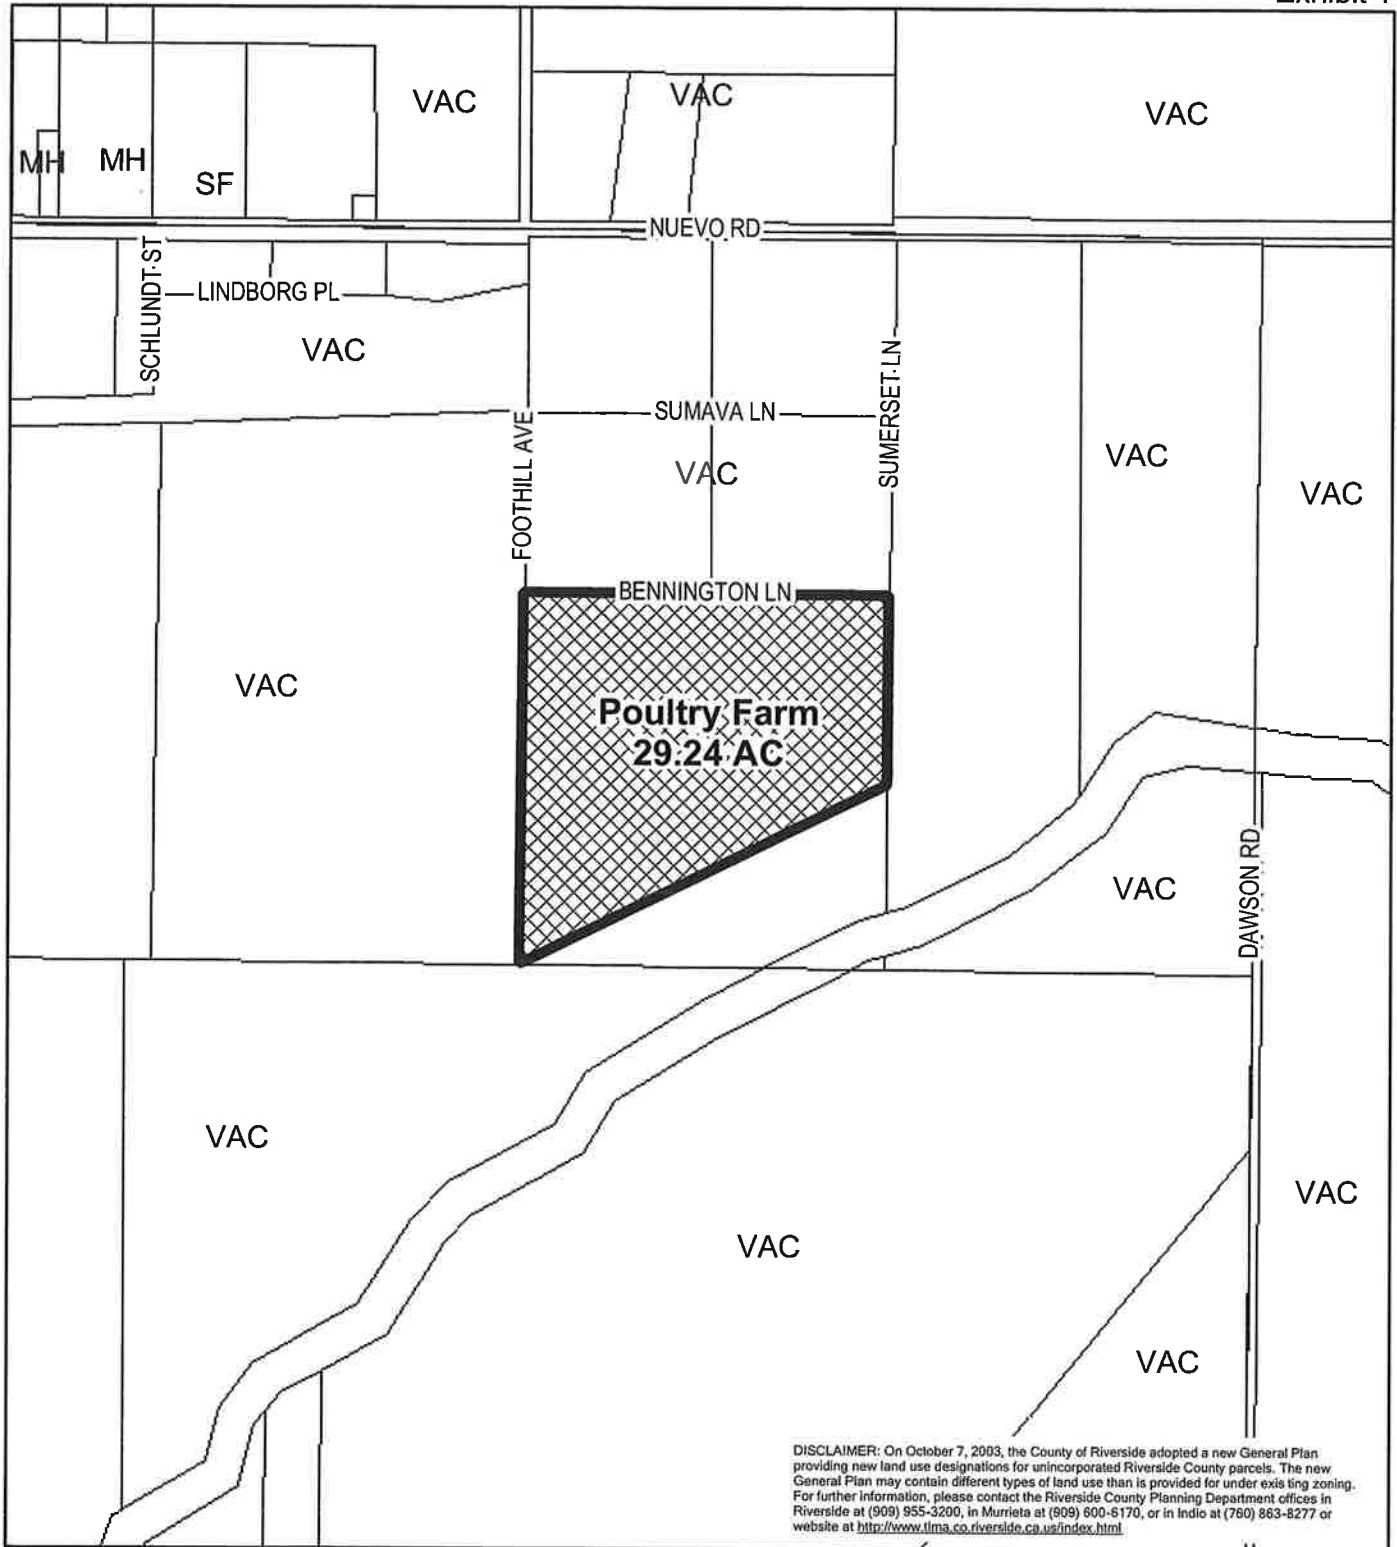 VAC
VAC
VAC
MH
MH
SF
NUEVO RD
SCHLUNDT ST
LINDBORG PL
VAC
SUMERSET LN
FOOTHILL AVE
SUMAVA LN
VAC
VAC
VAC
BENNINGTON LN
VAC
Poultry Farm
29.24 AC
VAC
DAWSON RD
VAC
VAC
VAC
VAC
DISCLAIMER: On October 7, 2003, the County of Riverside adopted a new General Plan
providing new land use designations for unincorporated Riverside County parcels. The new
General Plan may contain different types of land use than is provided for under existing zoning.
For further information, please contact the Riverside County Planning Department offices in
Riverside at (909) 955-3200, in Murrieta at (909) 600-6170, or in Indio at (760) 863-8277 or
website at http://www.tlma.co.riverside.ca.us/index.html